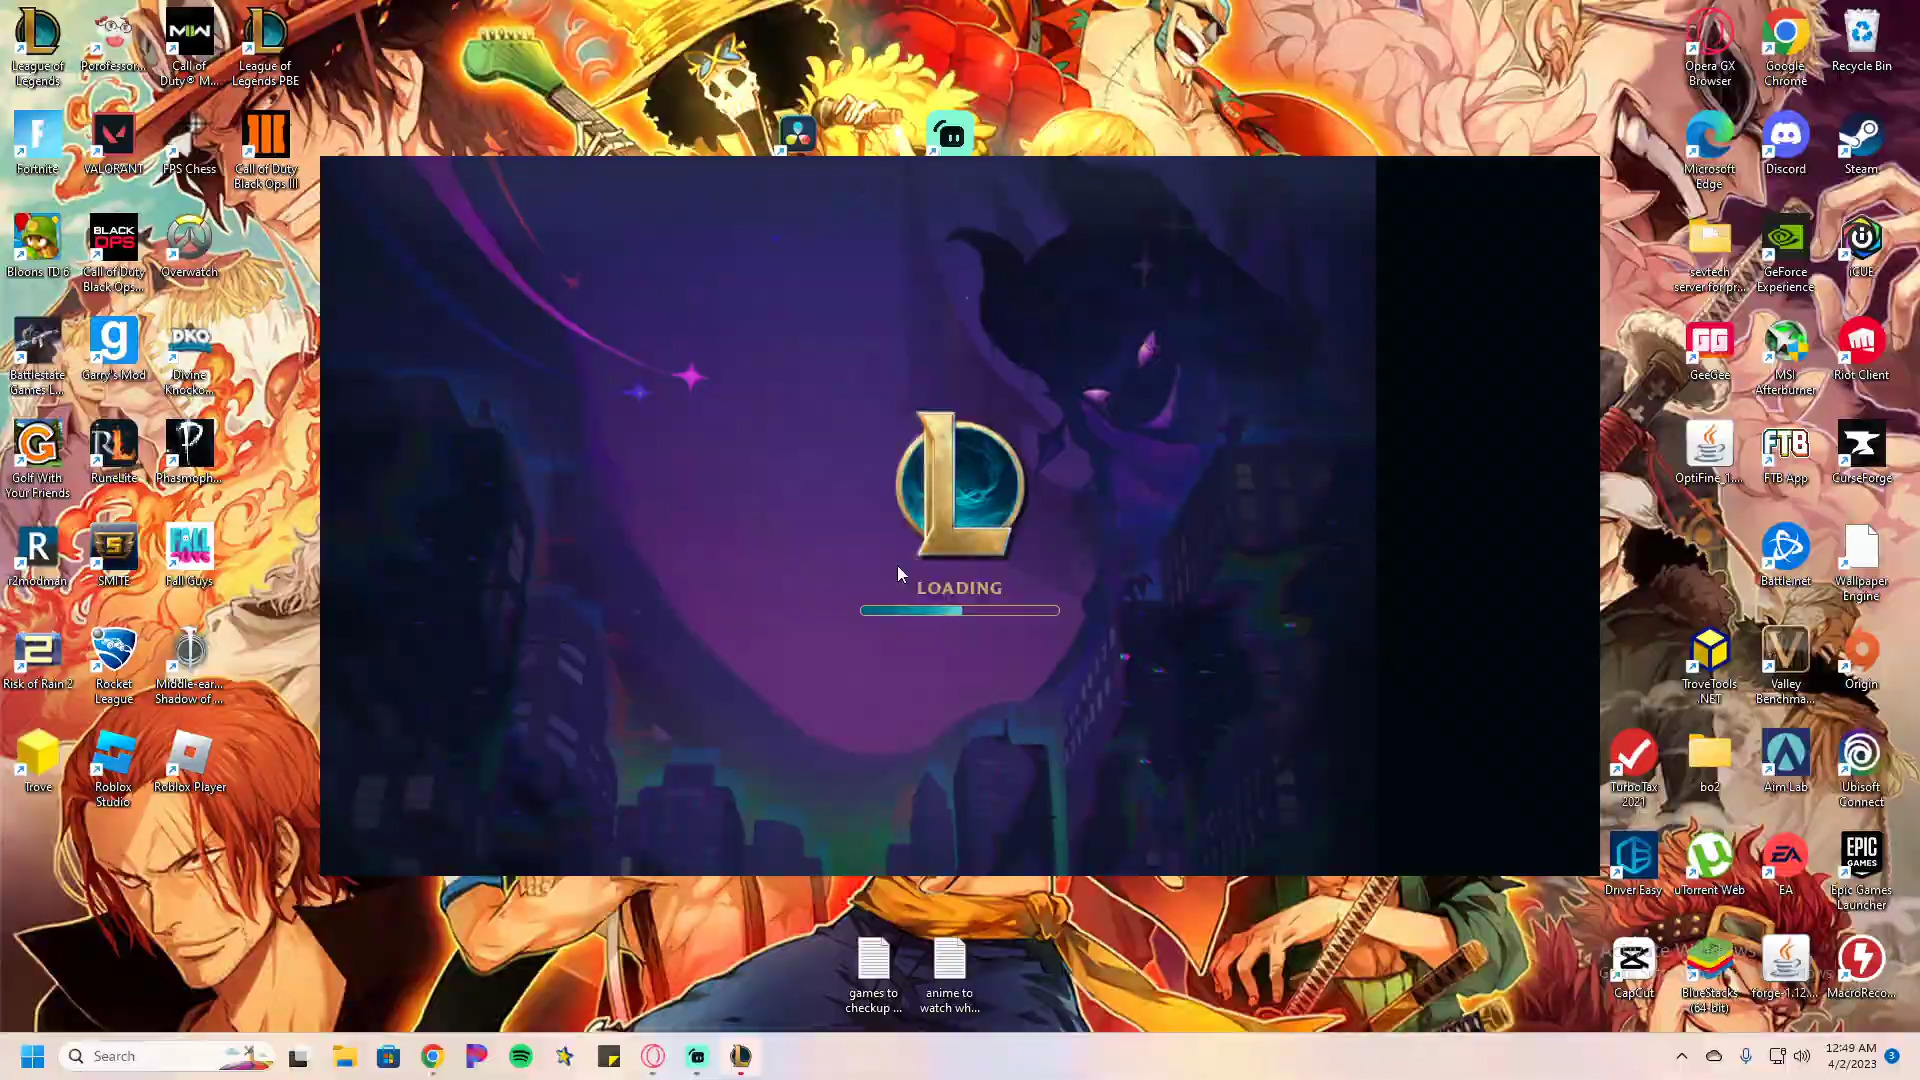 League of
Legends
Porofessor...
Call of
Duty® M...
League of
Legends PBE
Fortnite
VALORANT
FPS Chess
Call of Duty
Black Ops III
Bloons TD 6
Call of Duty
Black Ops...
Overwatch
Battlestate
Games L...
Garry's Mod
Divine
Knocko...
Golf With
Your Friends
RuneLite
Phasmoph...
r2modman
SMITE
Fall Guys
Risk of Rain 2
Rocket
League
Middle-ear...
Shadow of ...
Trove
Roblox
Studio
Roblox Player
LOADING
games to
checkup ...
anime to
watch wh...
Opera GX
Browser
Google
Chrome
Recycle Bin
Microsoft
Edge
Discord
Steam
sevtech
server for pr...
GeForce
Experience
iCUE
GeeGee
MSI
Afterburner
Riot Client
OptiFine_1....
FTB App
CurseForge
Battle.net
Wallpaper
Engine
TroveTools
.NET
Valley
Benchma...
Origin
TurboTax
2021
bo2
Aim Lab
Ubisoft
Connect
Driver Easy
uTorrent Web
EA
Epic Games
Launcher
CapCut
BlueStacks
(64-bit)
forge-1.12....
MacroReco...
Search
12:49 AM
4/2/2023
3